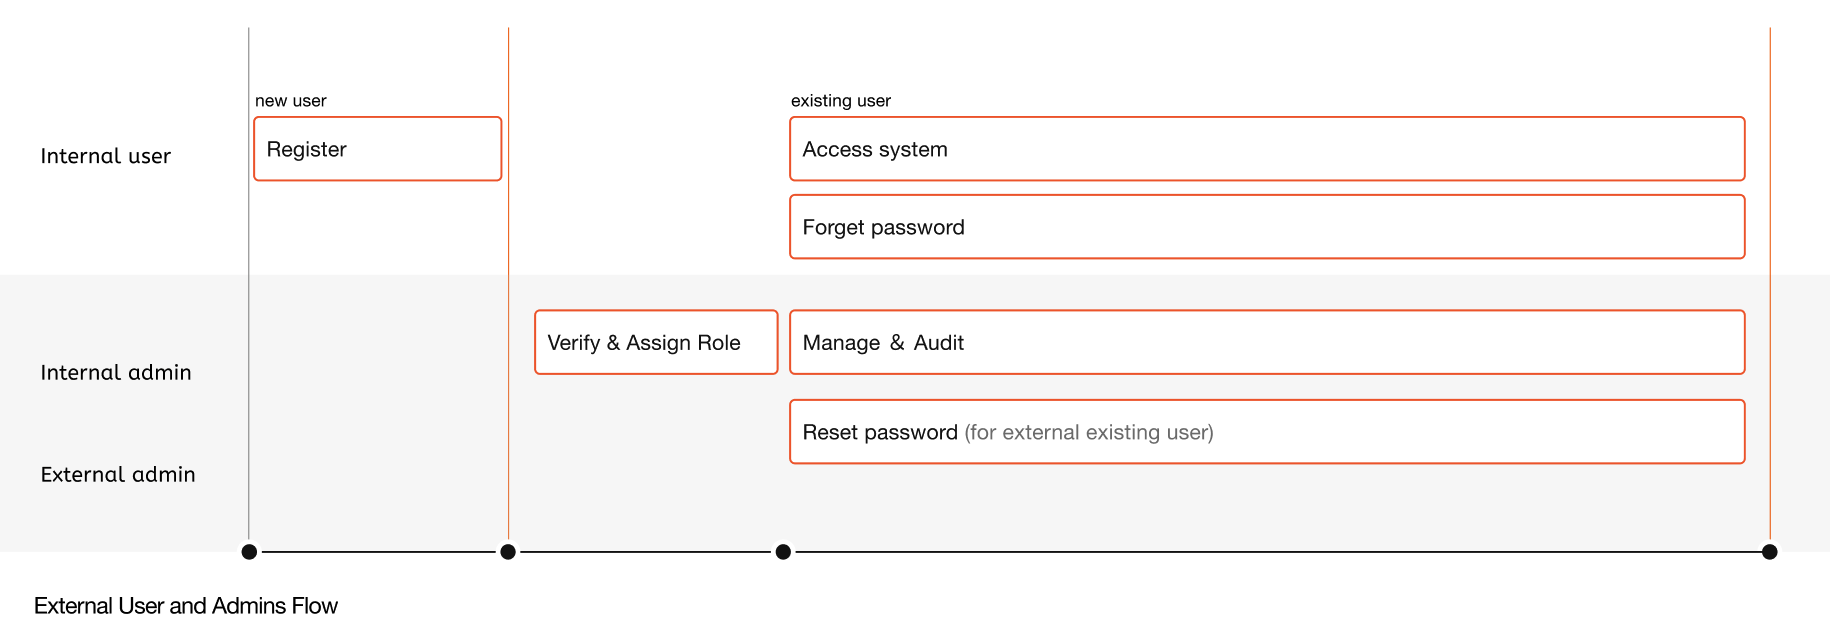 new user
existing user
Internal user
Register
Access system
Forget password
Internal admin
Verify & Assign Role
Manage & Audit
Reset password (for external existing user)
External admin
External User and Admins Flow